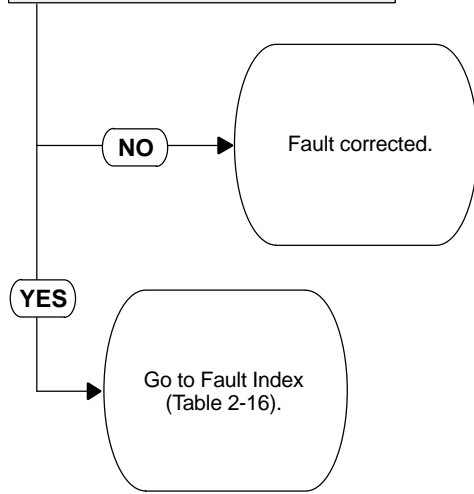 NO
Fault corrected.
YES
Go to Fault Index
(Table 2-16).